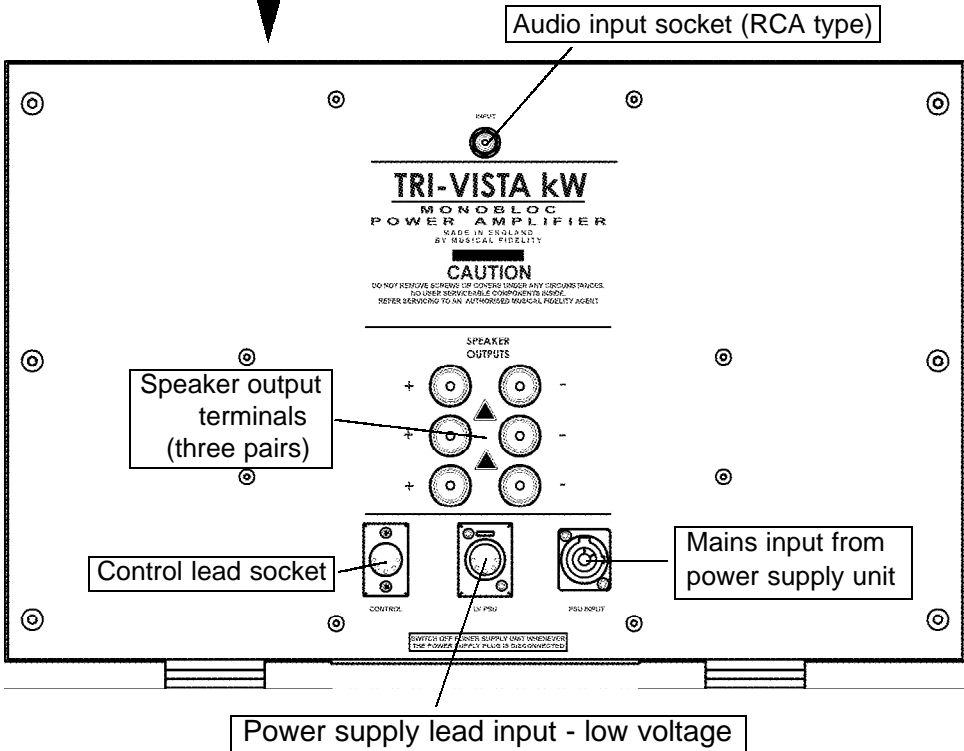 Audio input socket (RCA type)
INPUT
TRI-VISTA kW
MONOBLOC
POWER AMPLIFIER
MADE IN ENGLAND
BY MUSICAL FIDELITY
CAUTION
DO NOT REMOVE SCREWS OR COVERS UNDER ANY CIRCUMSTANCES.
NO USER SERVICEABLE COMPONENTS INSIDE.
REFER SERVICING TO AN AUTHORISED MUSICAL FIDELITY AGENT
SPEAKER
OUTPUTS
+ -
Speaker output
terminals
(three pairs)
+ -
+ -
Control lead socket
Mains input from
power supply unit
CONTROL
LV PSU
PSU INPUT
SWITCH OFF POWER SUPPLY UNIT WHENEVER
THE POWER SUPPLY PLUG IS DISCONNECTED
Power supply lead input - low voltage